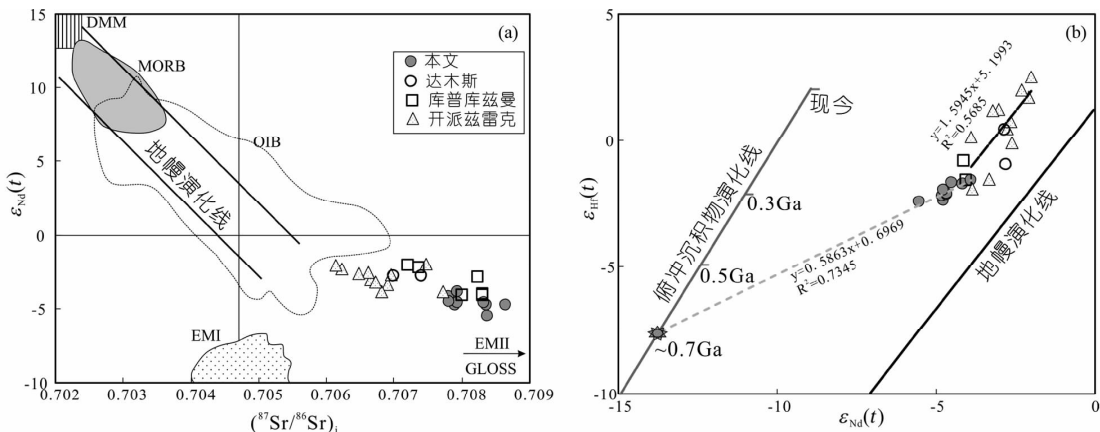 15
10
5
0
-5
-10
εNd(t)
DMM
MORB
OIB
地幔演化线
EMI
EMII
GLOSS
(a)
本文
达木斯
库普库兹曼
开派兹雷克
0.702
0.703
0.704
0.705
0.706
0.707
0.708
0.709
(⁸⁷Sr/⁸⁶Sr)i
5
0
-5
-10
εHf(t)
(b)
现今
0.3Ga
0.5Ga
~0.7Ga
俯冲沉积物演化线
y=1.5945x+5.1993
R²=0.5685
y=0.5863x+0.6969
R²=0.7345
地幔演化线
-15
-10
-5
0
εNd(t)